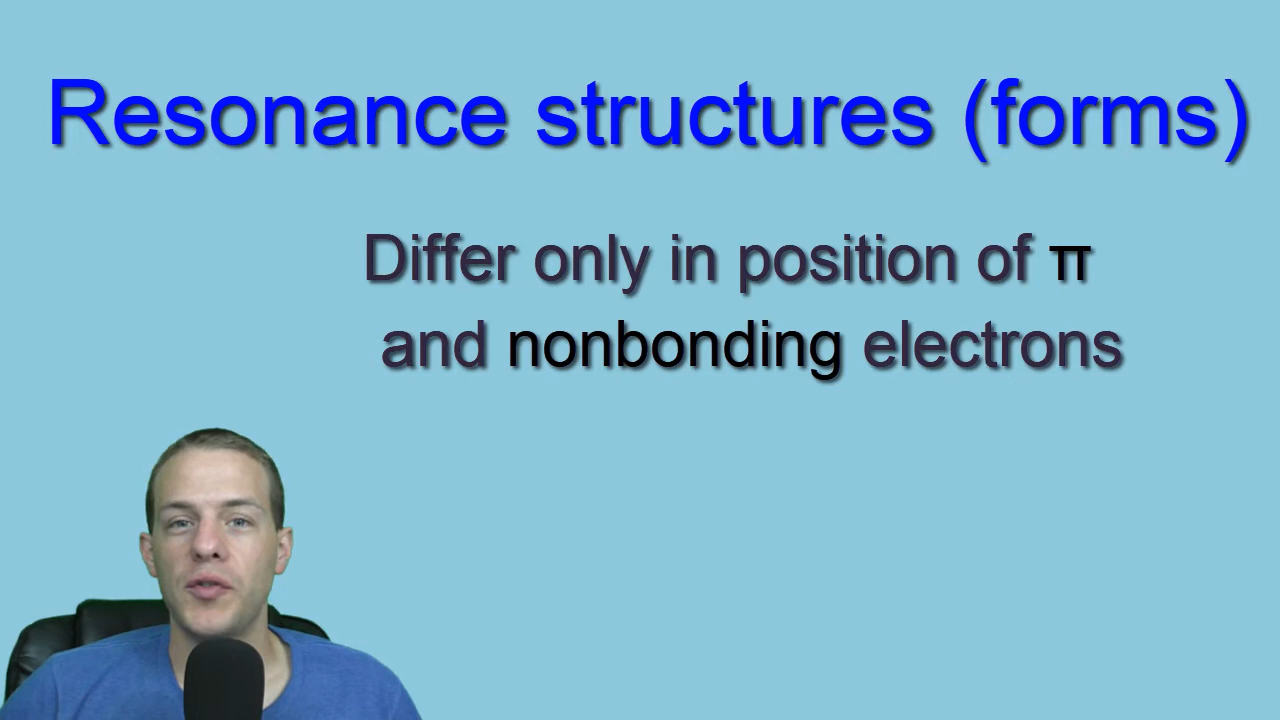 Resonance structures (forms)
Differ only in position of π
and nonbonding electrons